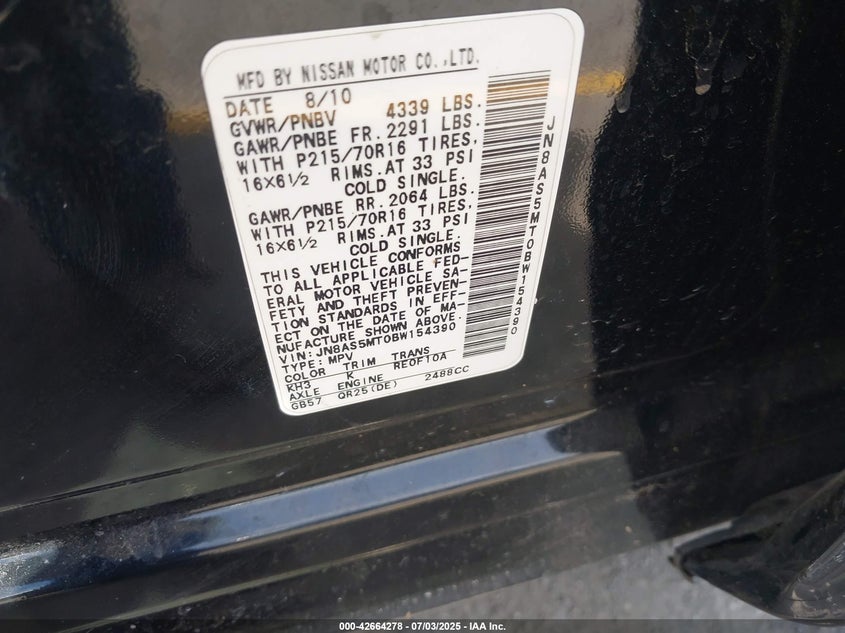 MFD BY NISSAN MOTOR CO.,LTD.
DATE 8/10
GVWR/PNBV 4339 LBS.
GAWR/PNBE FR. 2291 LBS.
WITH P215/70R16 TIRES,
16X6½ RIMS. AT 33 PSI
COLD SINGLE.
GAWR/PNBE RR. 2064 LBS.
WITH P215/70R16 TIRES,
16X6½ RIMS. AT 33 PSI
COLD SINGLE.
THIS VEHICLE CONFORMS
TO ALL APPLICABLE FED-
ERAL MOTOR VEHICLE SA-
FETY AND THEFT PREVEN-
TION STANDARDS IN EFF-
ECT ON THE DATE OF MA-
NUFACTURE SHOWN ABOVE.
VIN: JN8AS5MT0BW154390
TYPE: MPV
COLOR TRIM TRANS
KH3 K RE0F10A
AXLE ENGINE
GB57 QR25(DE) 2488CC
JN8AS5MT0BW154390
000-42664278 - 07/03/2025 - IAA Inc.